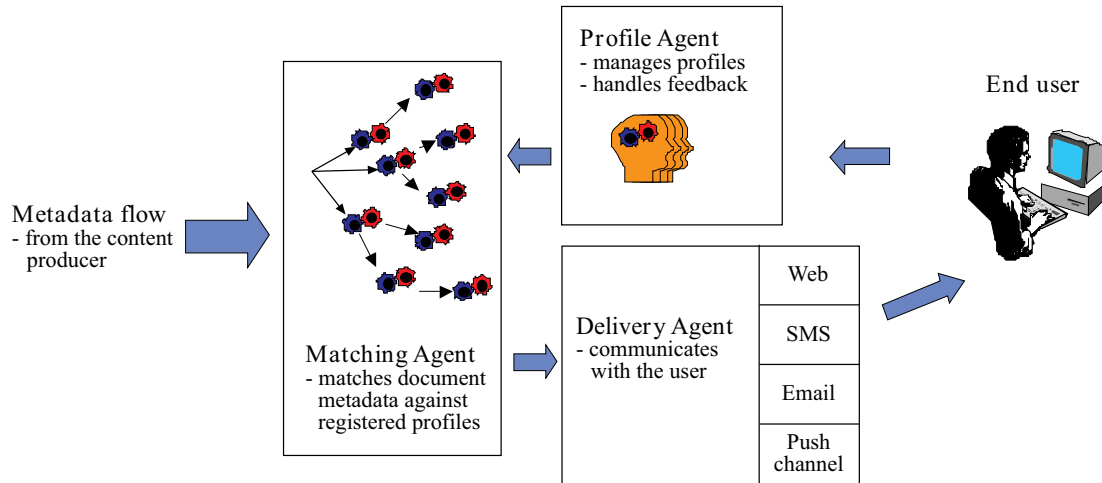 Metadata flow
- from the content
producer
Matching Agent
- matches document
metadata against
registered profiles
Profile Agent
- manages profiles
- handles feedback
Delivery Agent
- communicates
with the user
Web
SMS
Email
Push
channel
End user